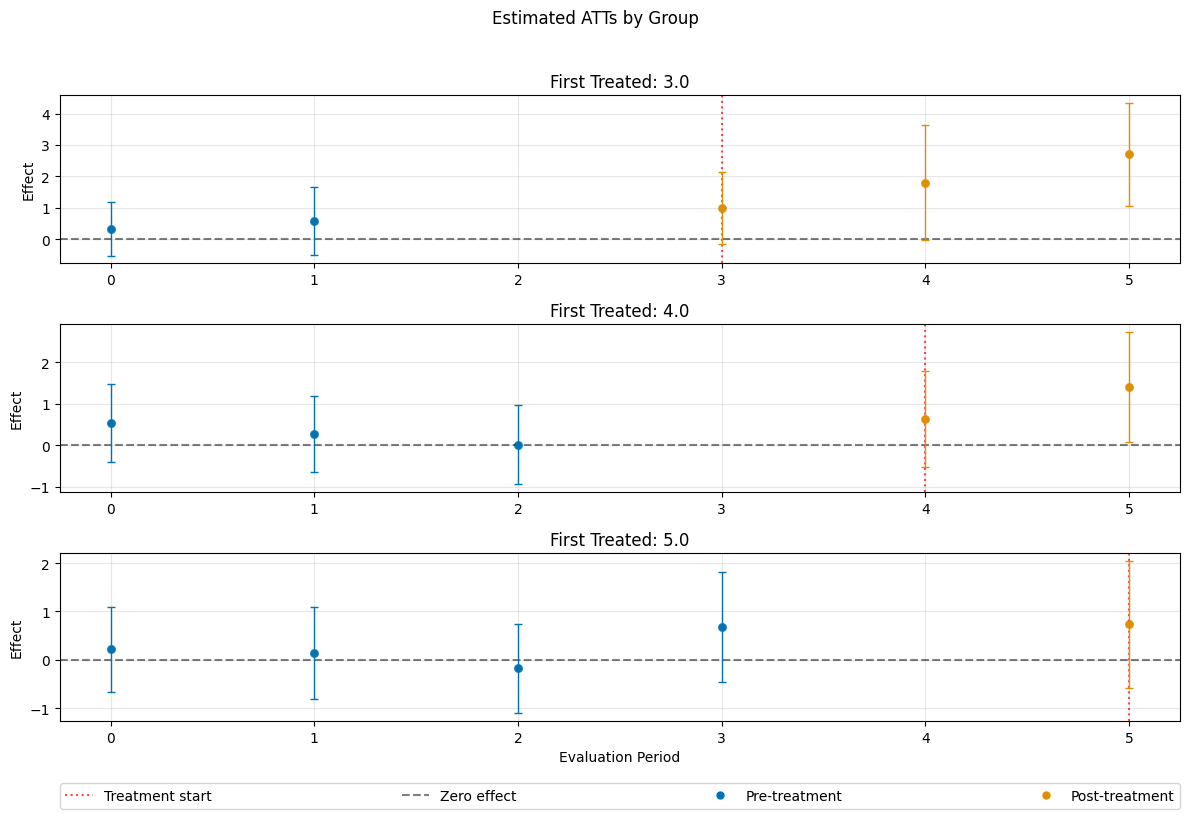 Estimated ATTs by Group
First Treated: 3.0
Effect
4
3
2
1
0
0 1 2 3 4 5
First Treated: 4.0
Effect
2
1
0
−1
0 1 2 3 4 5
First Treated: 5.0
Effect
2
1
0
−1
0 1 2 3 4 5
Evaluation Period
Treatment start Zero effect Pre-treatment Post-treatment